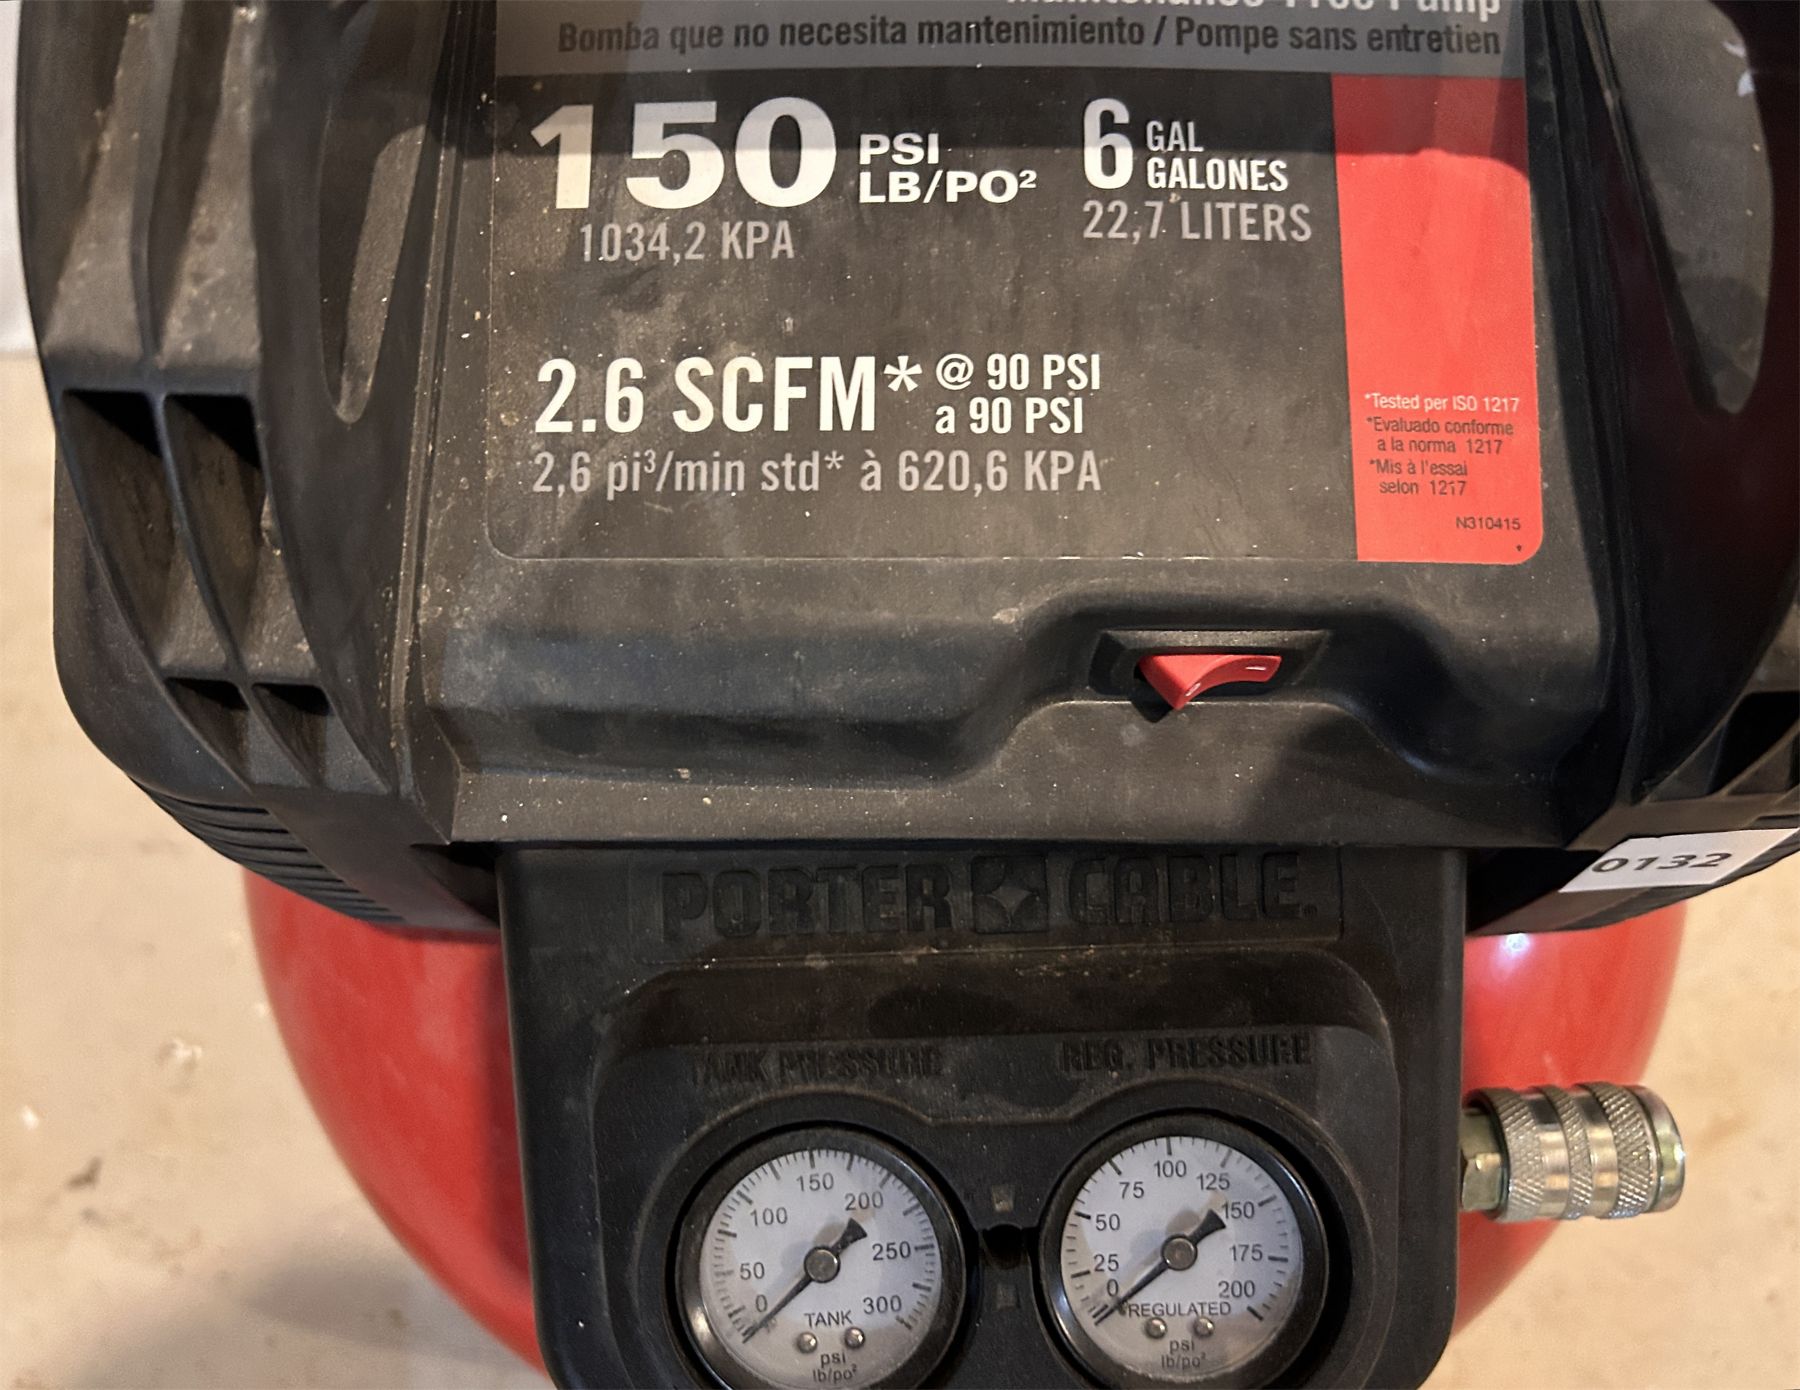 Maintenance Free Pump
Bomba que no necesita mantenimiento / Pompe sans entretien
150 PSI
LB/PO²
1034,2 KPA
6 GAL
GALONES
22,7 LITERS
2.6 SCFM* @ 90 PSI
a 90 PSI
2,6 pi³/min std* à 620,6 KPA
*Tested per ISO 1217
*Evaluado conforme
a la norma 1217
*Mis à l'essai
selon 1217
N310415
PORTER CABLE
0132
TANK PRESSURE
REG. PRESSURE
0 50 100 150 200 250 300
TANK
psi
lb/po²
0 25 50 75 100 125 150 175 200
REGULATED
psi
lb/po²